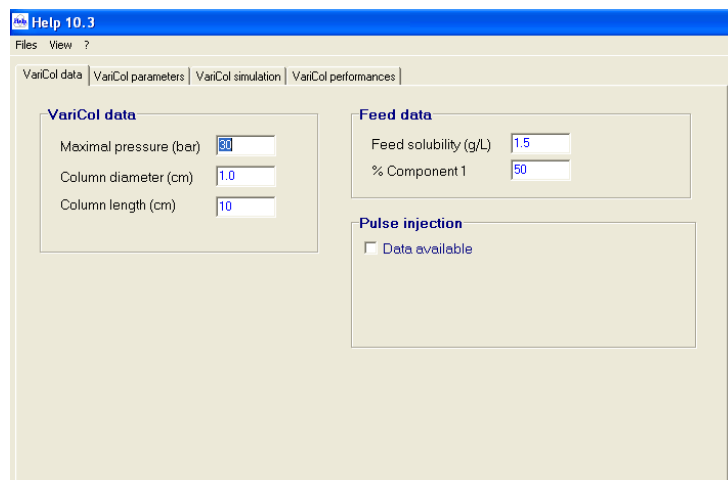 Help 10.3
Files View ?
VariCol data VariCol parameters VariCol simulation VariCol performances
VariCol data
Maximal pressure (bar) 30
Column diameter (cm) 1.0
Column length (cm) 10
Feed data
Feed solubility (g/L) 1.5
% Component 1 50
Pulse injection
Data available